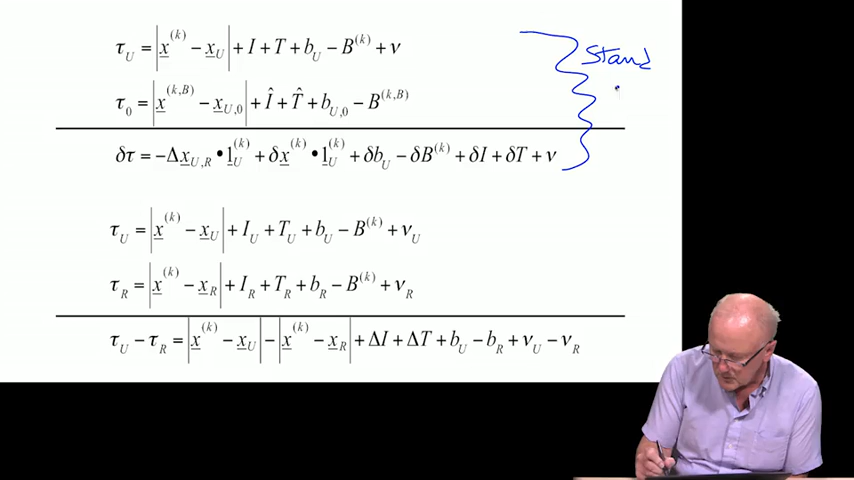 τ_U = |x^(k) − x_U| + I + T + b_U − B^(k) + ν
Stand
τ_0 = |x^(k,B) − x_U,0| + Î + T̂ + b_U,0 − B^(k,B)
δτ = −Δx_U,R • 1_U^(k) + δx^(k) • 1_U^(k) + δb_U − δB^(k) + δI + δT + ν
τ_U = |x^(k) − x_U| + I_U + T_U + b_U − B^(k) + ν_U
τ_R = |x^(k) − x_R| + I_R + T_R + b_R − B^(k) + ν_R
τ_U − τ_R = |x^(k) − x_U| − |x^(k) − x_R| + ΔI + ΔT + b_U − b_R + ν_U − ν_R